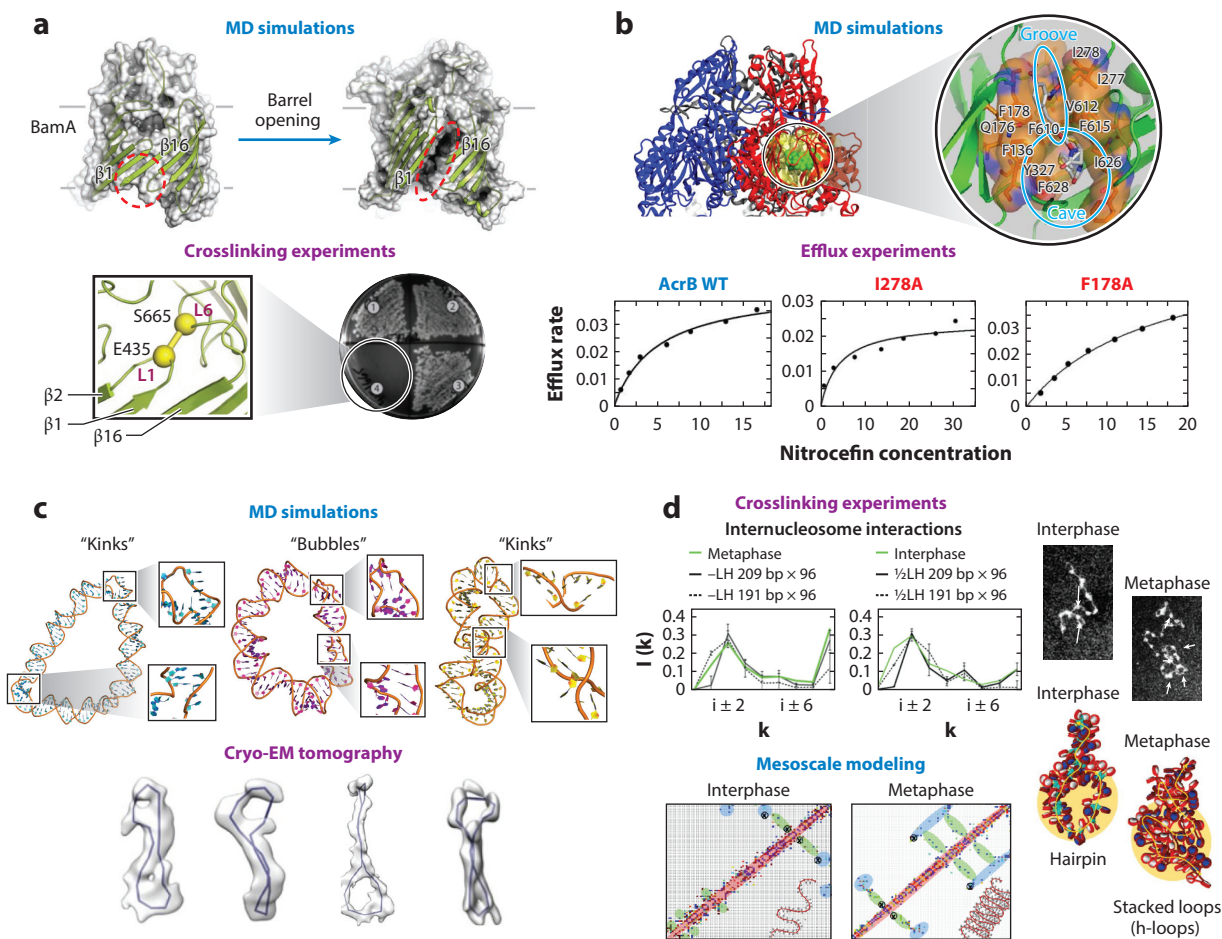 a
MD simulations
BamA
Barrel
opening
β1
β16
β1
β16
Crosslinking experiments
S665
L6
E435
L1
β2
β1
β16
1
2
3
4
b
MD simulations
Groove
I278
I277
V612
F178
Q176
F610
F615
F136
I626
Y327
F628
Cave
Efflux experiments
AcrB WT
I278A
F178A
Efflux rate
0.03
0.02
0.01
0
0 5 10 15
0.03
0.02
0.01
0
0 10 20 30
0.03
0.02
0.01
0
0 5 10 15 20
Nitrocefin concentration
c
MD simulations
“Kinks”
“Bubbles”
“Kinks”
Cryo-EM tomography
d
Crosslinking experiments
Internucleosome interactions
Metaphase
–LH 209 bp × 96
–LH 191 bp × 96
Interphase
½LH 209 bp × 96
½LH 191 bp × 96
I (k)
0.4
0.3
0.2
0.1
0
i ± 2
i ± 6
k
0.4
0.3
0.2
0.1
0
i ± 2
i ± 6
k
Interphase
Metaphase
Mesoscale modeling
Interphase
Metaphase
Interphase
Hairpin
Metaphase
Stacked loops
(h-loops)